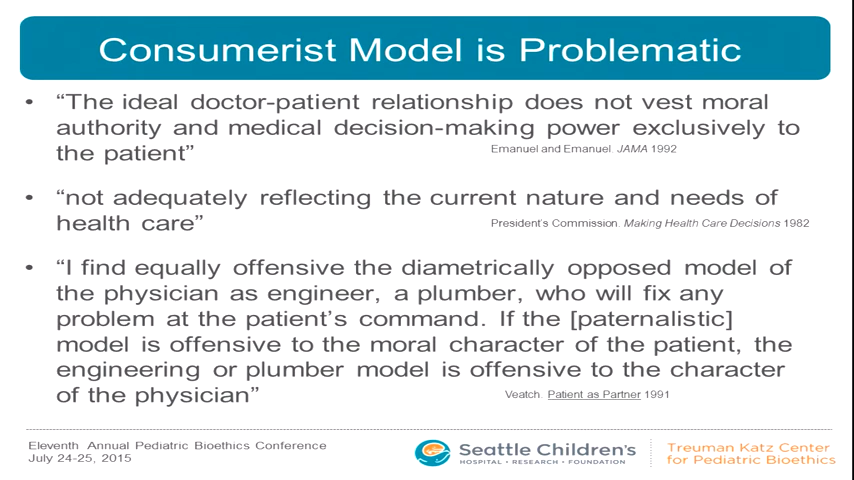 Consumerist Model is Problematic
• “The ideal doctor-patient relationship does not vest moral
authority and medical decision-making power exclusively to
the patient” Emanuel and Emanuel. JAMA 1992
• “not adequately reflecting the current nature and needs of
health care” President’s Commission. Making Health Care Decisions 1982
• “I find equally offensive the diametrically opposed model of
the physician as engineer, a plumber, who will fix any
problem at the patient’s command. If the [paternalistic]
model is offensive to the moral character of the patient, the
engineering or plumber model is offensive to the character
of the physician” Veatch. Patient as Partner 1991
Eleventh Annual Pediatric Bioethics Conference
July 24-25, 2015
Seattle Children’s
HOSPITAL • RESEARCH • FOUNDATION
Treuman Katz Center
for Pediatric Bioethics